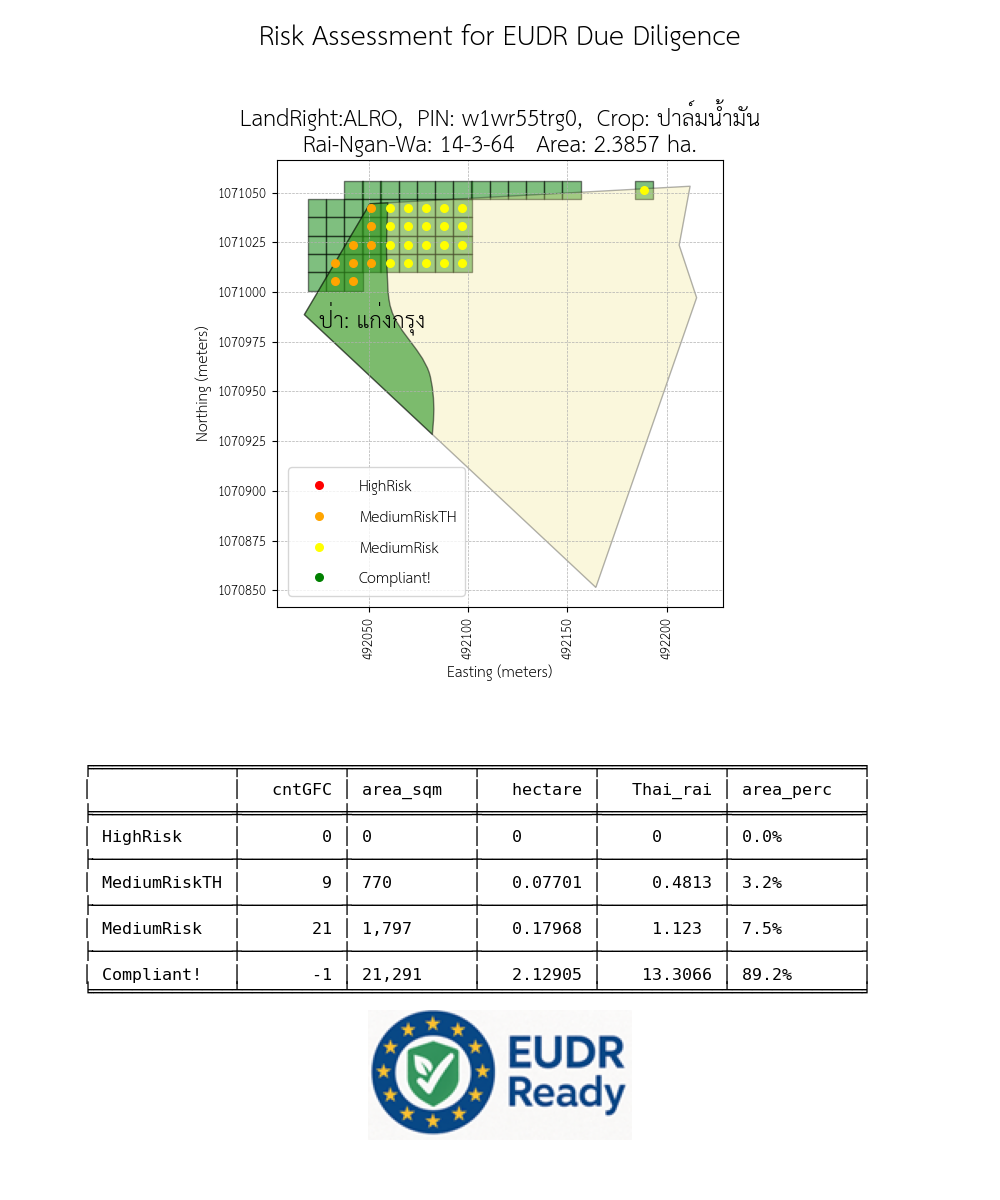 Risk Assessment for EUDR Due Diligence
LandRight:ALRO, PIN: w1wr55trg0, Crop: ปาล์มน้ำมัน
Rai-Ngan-Wa: 14-3-64 Area: 2.3857 ha.
1071050
1071025
1071000
1070975
1070950
1070925
1070900
1070875
1070850
Northing (meters)
ป่า: แก่งกรุง
HighRisk
MediumRiskTH
MediumRisk
Compliant!
492050
492100
492150
492200
Easting (meters)
cntGFC area_sqm hectare Thai_rai area_perc
HighRisk 0 0 0 0 0.0%
MediumRiskTH 9 770 0.07701 0.4813 3.2%
MediumRisk 21 1,797 0.17968 1.123 7.5%
Compliant! -1 21,291 2.12905 13.3066 89.2%
EUDR
Ready